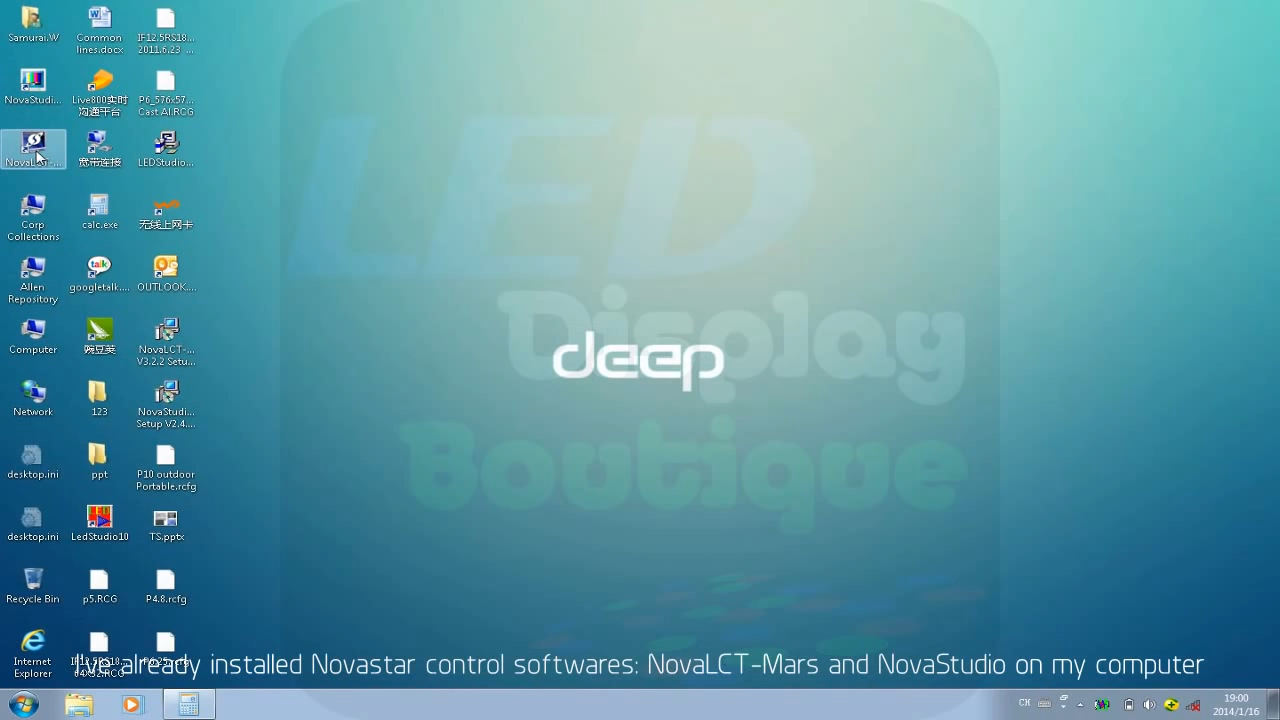 Samurai.W
Common
lines.docx
IF12.5RS18...
2011.6.23 ...
NovaStudi...
Live800实时
沟通平台
P6_576x57...
Cast Al.RCG
NovaLCT-...
宽带连接
LEDStudio...
Corp
Collections
calc.exe
无线上网卡
Allen
Repository
googletalk....
OUTLOOK....
Computer
豌豆荚
NovaLCT-...
V3.2.2 Setu...
Network
123
NovaStudi...
Setup V2.4....
desktop.ini
ppt
P10 outdoor
Portable.rcfg
desktop.ini
LedStudio10
TS.pptx
Recycle Bin
p5.RCG
P4.8.rcfg
Internet
Explorer
LED
Display
Boutique
deep
I've already installed Novastar control softwares: NovaLCT-Mars and NovaStudio on my computer
CH
19:00
2014/1/16